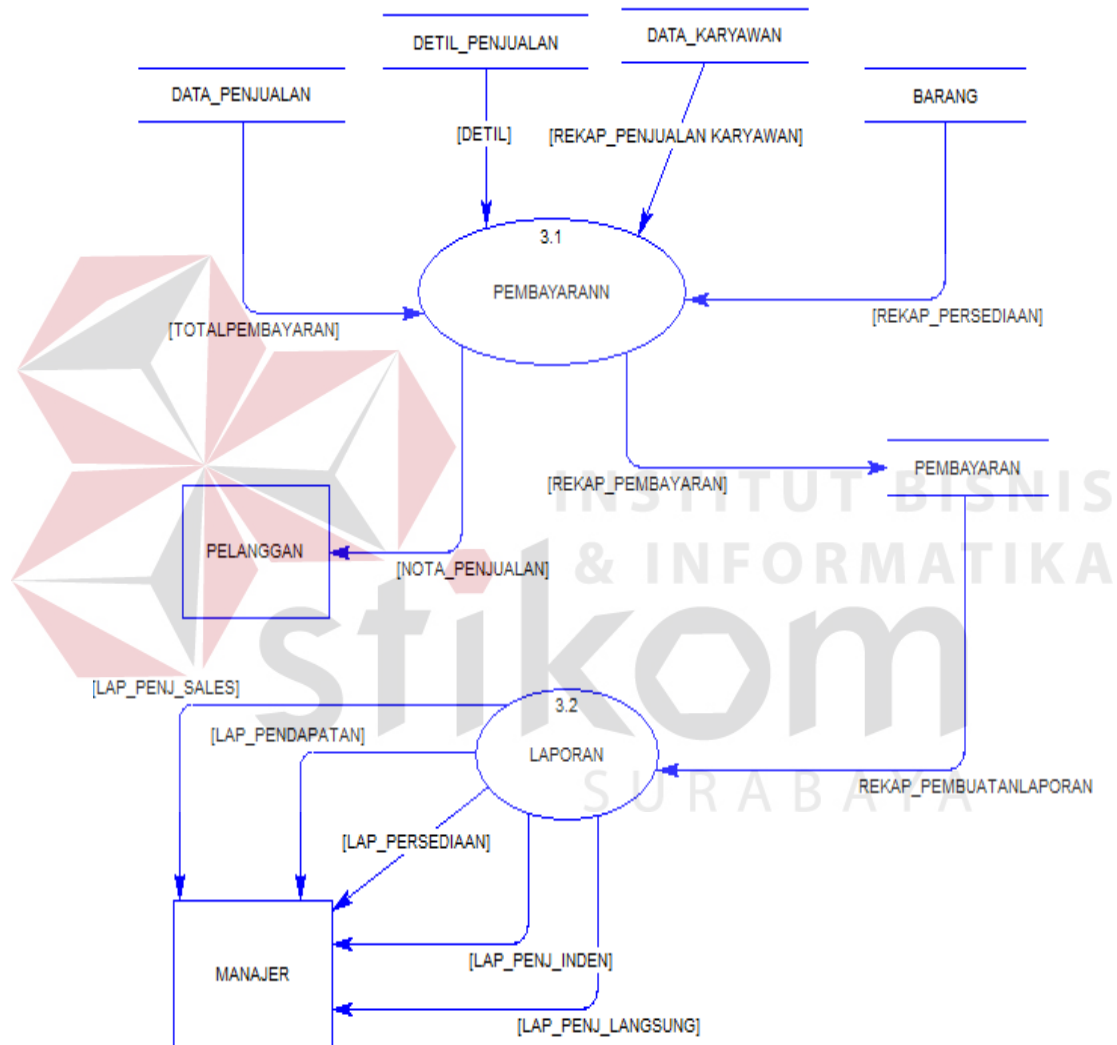 DETIL_PENJUALAN
DATA_KARYAWAN
DATA_PENJUALAN
BARANG
[DETIL]
[REKAP_PENJUALAN KARYAWAN]
3.1
PEMBAYARANN
[TOTALPEMBAYARAN]
[REKAP_PERSEDIAAN]
PEMBAYARAN
[REKAP_PEMBAYARAN]
INSTITUT BISNIS
& INFORMATIKA
PELANGGAN
[NOTA_PENJUALAN]
stikom
SURABAYA
[LAP_PENJ_SALES]
3.2
[LAP_PENDAPATAN]
LAPORAN
REKAP_PEMBUATANLAPORAN
[LAP_PERSEDIAAN]
[LAP_PENJ_INDEN]
MANAJER
[LAP_PENJ_LANGSUNG]